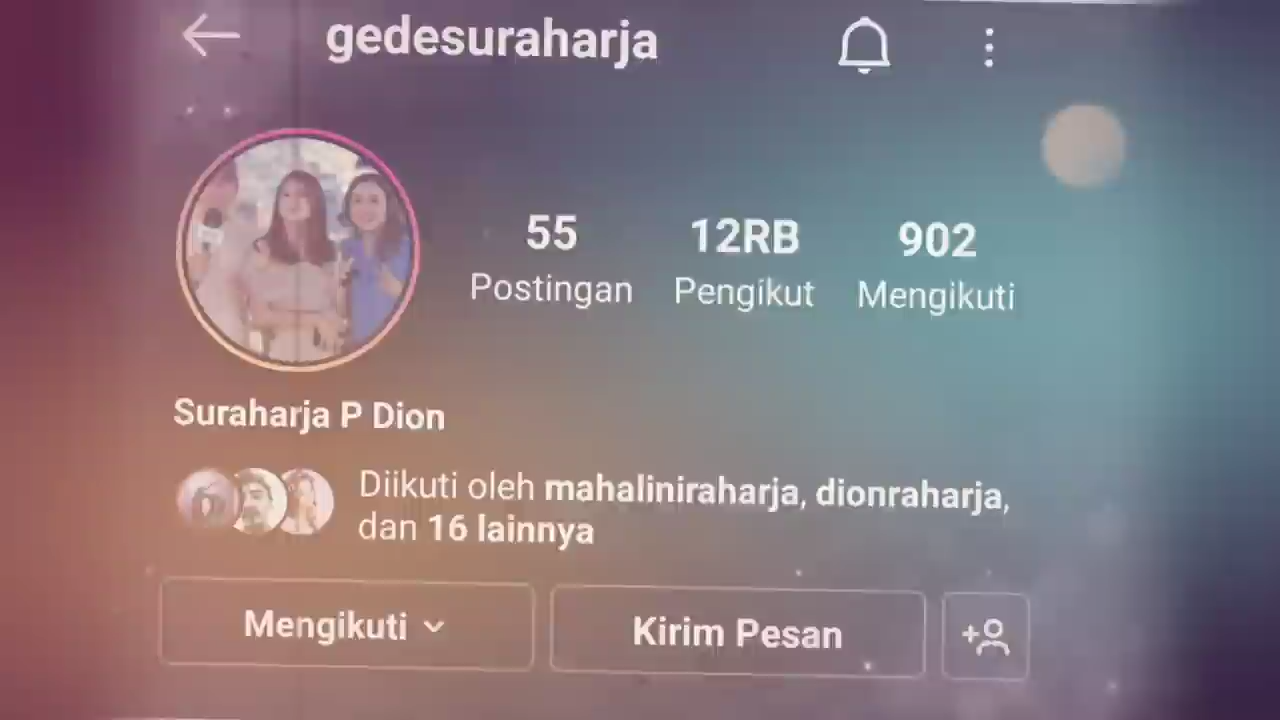 gedesuraharja
55
12RB
902
Postingan
Pengikut
Mengikuti
Suraharja P Dion
Diikuti oleh mahaliniraharja, dionraharja,
dan 16 lainnya
Mengikuti
Kirim Pesan